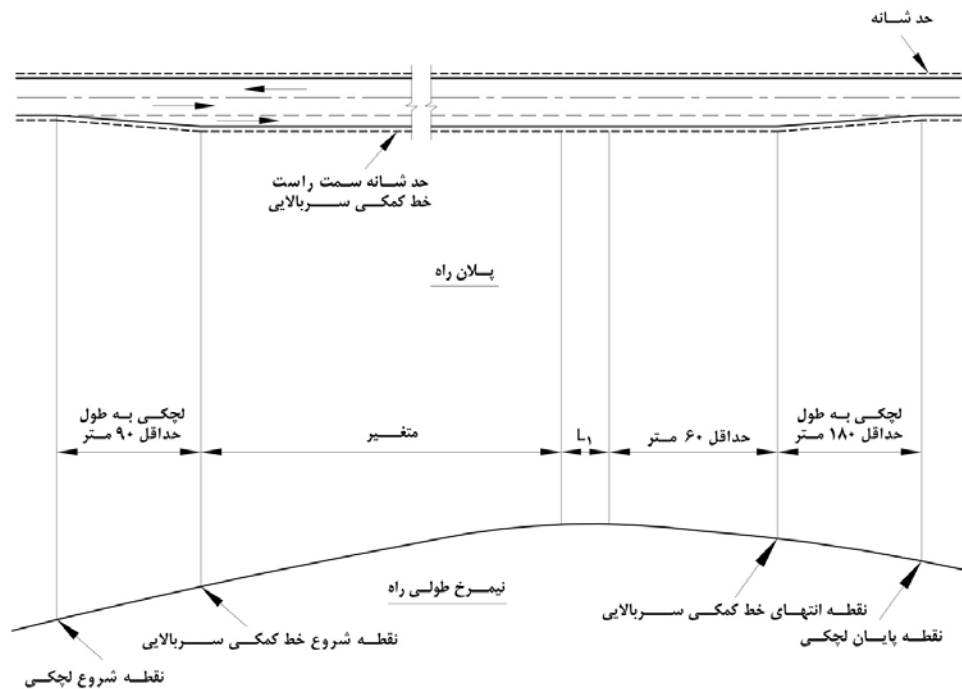 حد شانه
حد شانه سمت راست
خط کمکی سربالایی
پلان راه
لچکی به طول
حداقل ۹۰ متر
متغیر
L۱
حداقل ۶۰ متر
لچکی به طول
حداقل ۱۸۰ متر
نیمرخ طولی راه
نقطه انتهای خط کمکی سربالایی
نقطه پایان لچکی
نقطه شروع خط کمکی سربالایی
نقطه شروع لچکی